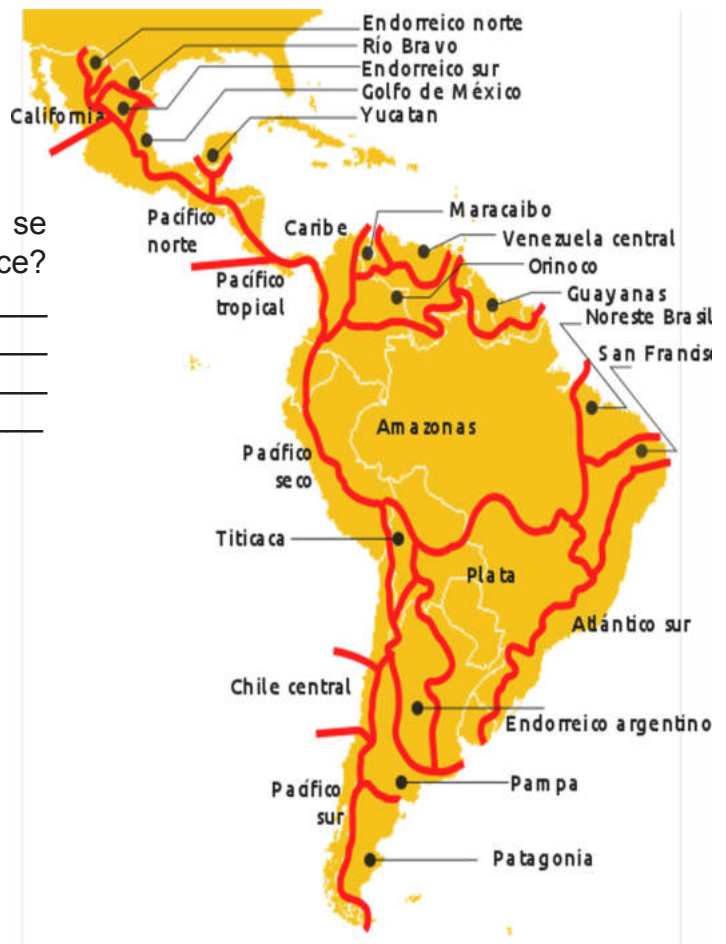 Endorreico norte
Río Bravo
Endorreico sur
Golfo de México
California
Yucatan
se
Pacífico
norte
Caribe
Maracaibo
Venezuela central
Orinoco
Pacífico
tropical
Guayanas
Noreste Brasil
San Francis
Amazonas
Pacífico
seco
Titicaca
Plata
Atlántico sur
Chile central
Endorreico argentino
Pacífico
sur
Pampa
Patagonia